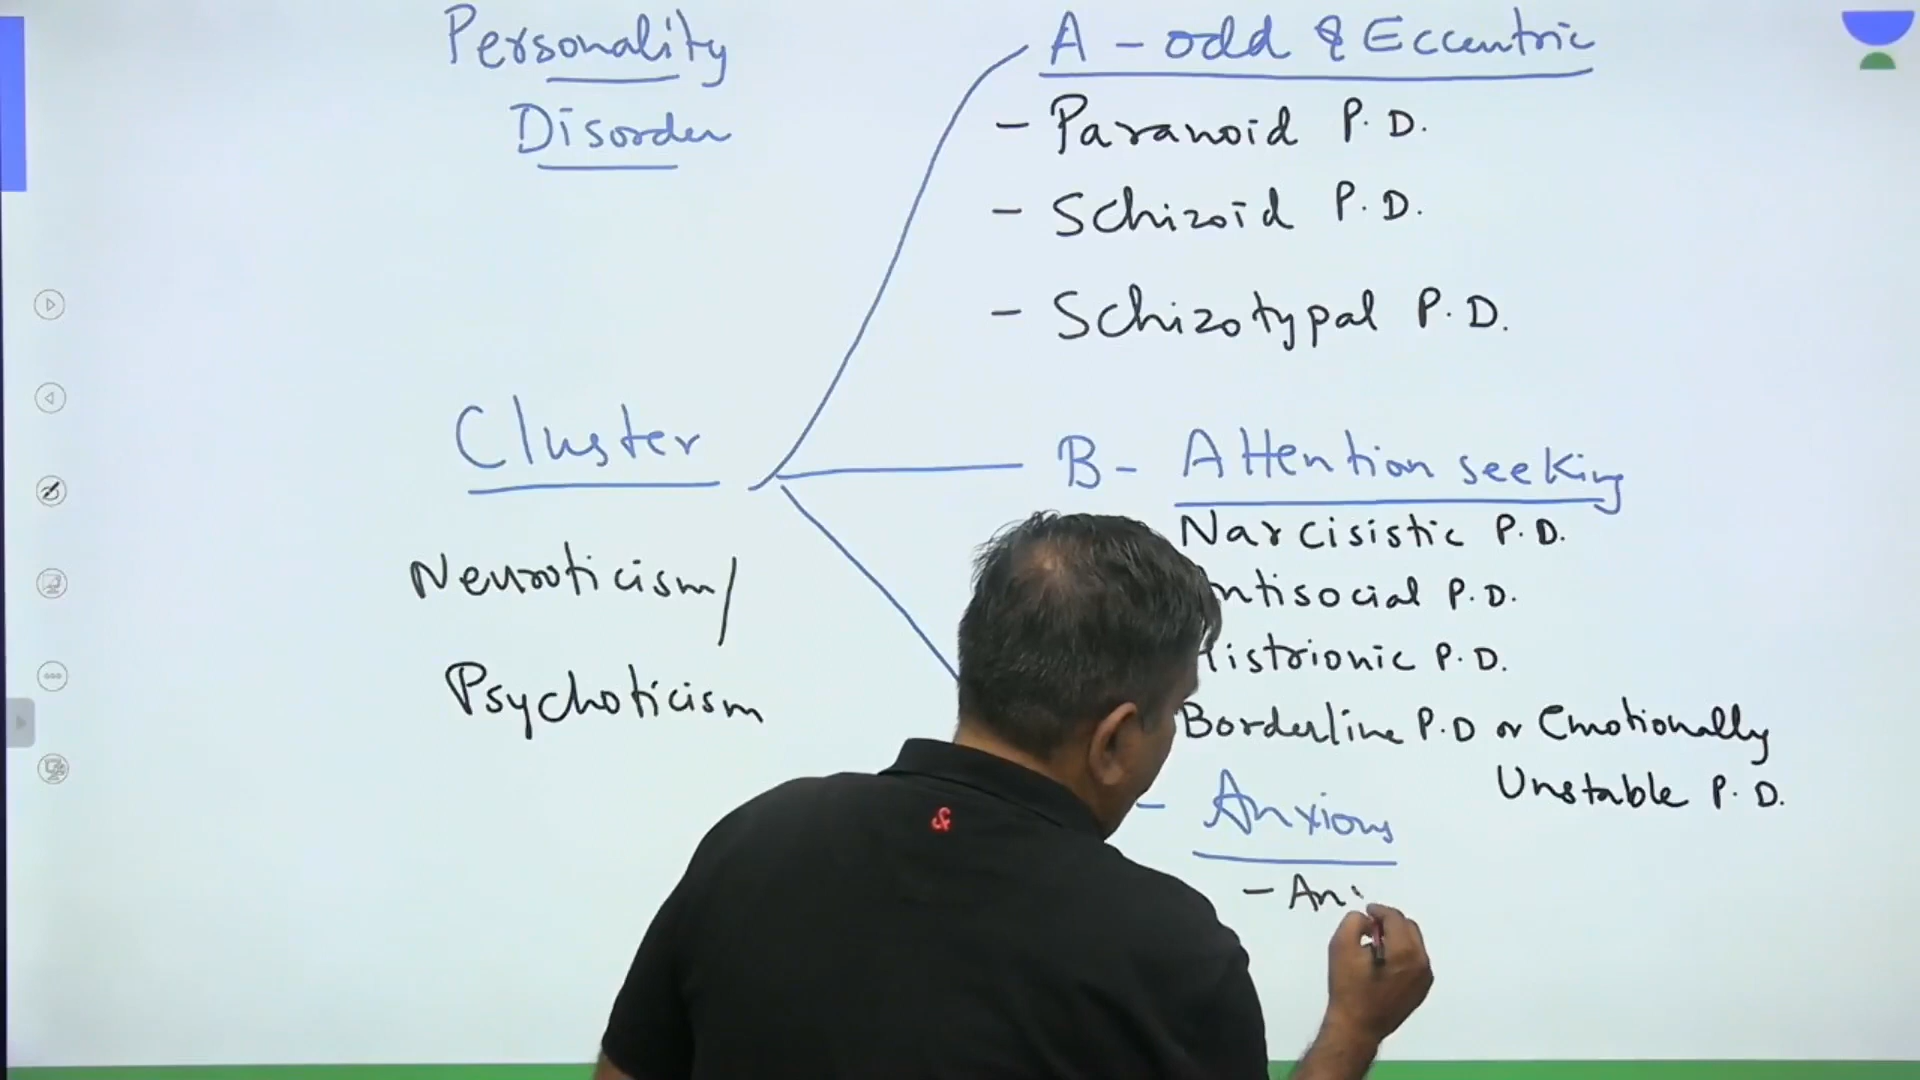 Personality
Disorder
A - odd & Eccentric
- Paranoid P.D.
- Schizoid P.D.
- Schizotypal P.D.
Cluster
B - Attention seeking
Narcisistic P.D.
ntisocial P.D.
istrionic P.D.
Borderline P.D or Emotionally
Unstable P.D.
Neuroticism/
Psychoticism
- Anxious
- An